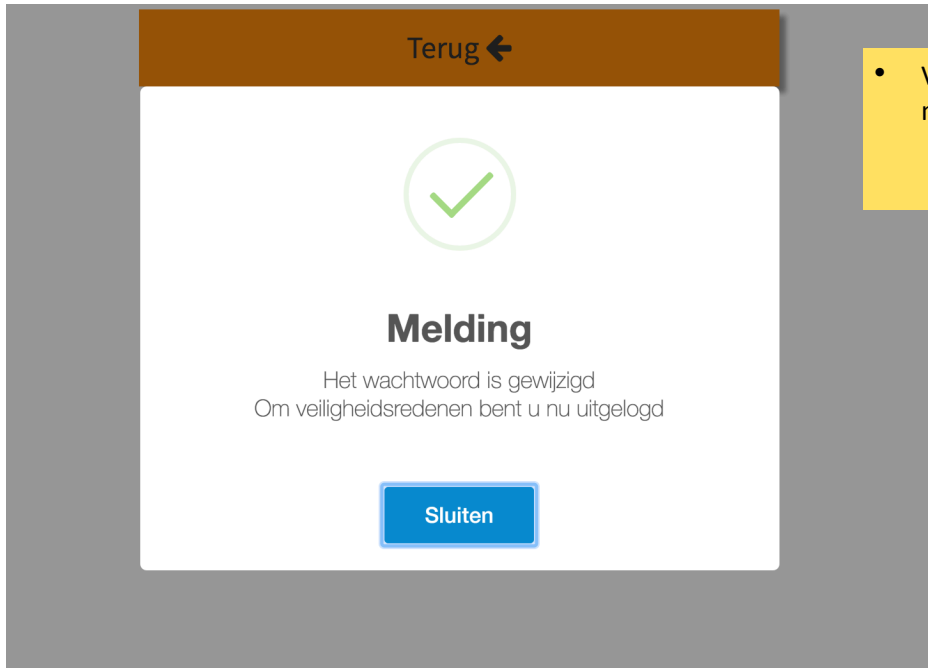 Terug
Melding
Het wachtwoord is gewijzigd
Om veiligheidsredenen bent u nu uitgelogd
Sluiten